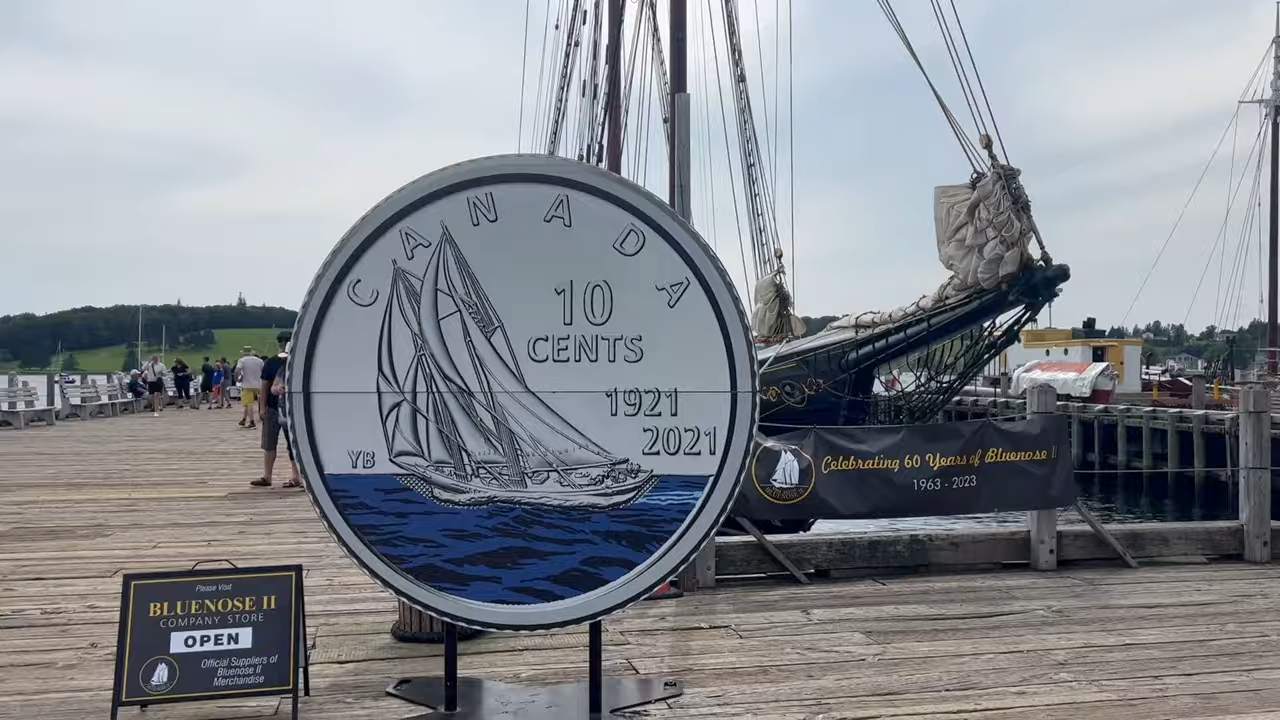 CANADA
10
CENTS
1921
2021
YB
Celebrating 60 Years of Bluenose II
1963 - 2023
Please Visit
BLUENOSE II
COMPANY STORE
OPEN
Official Suppliers of
Bluenose II
Merchandise